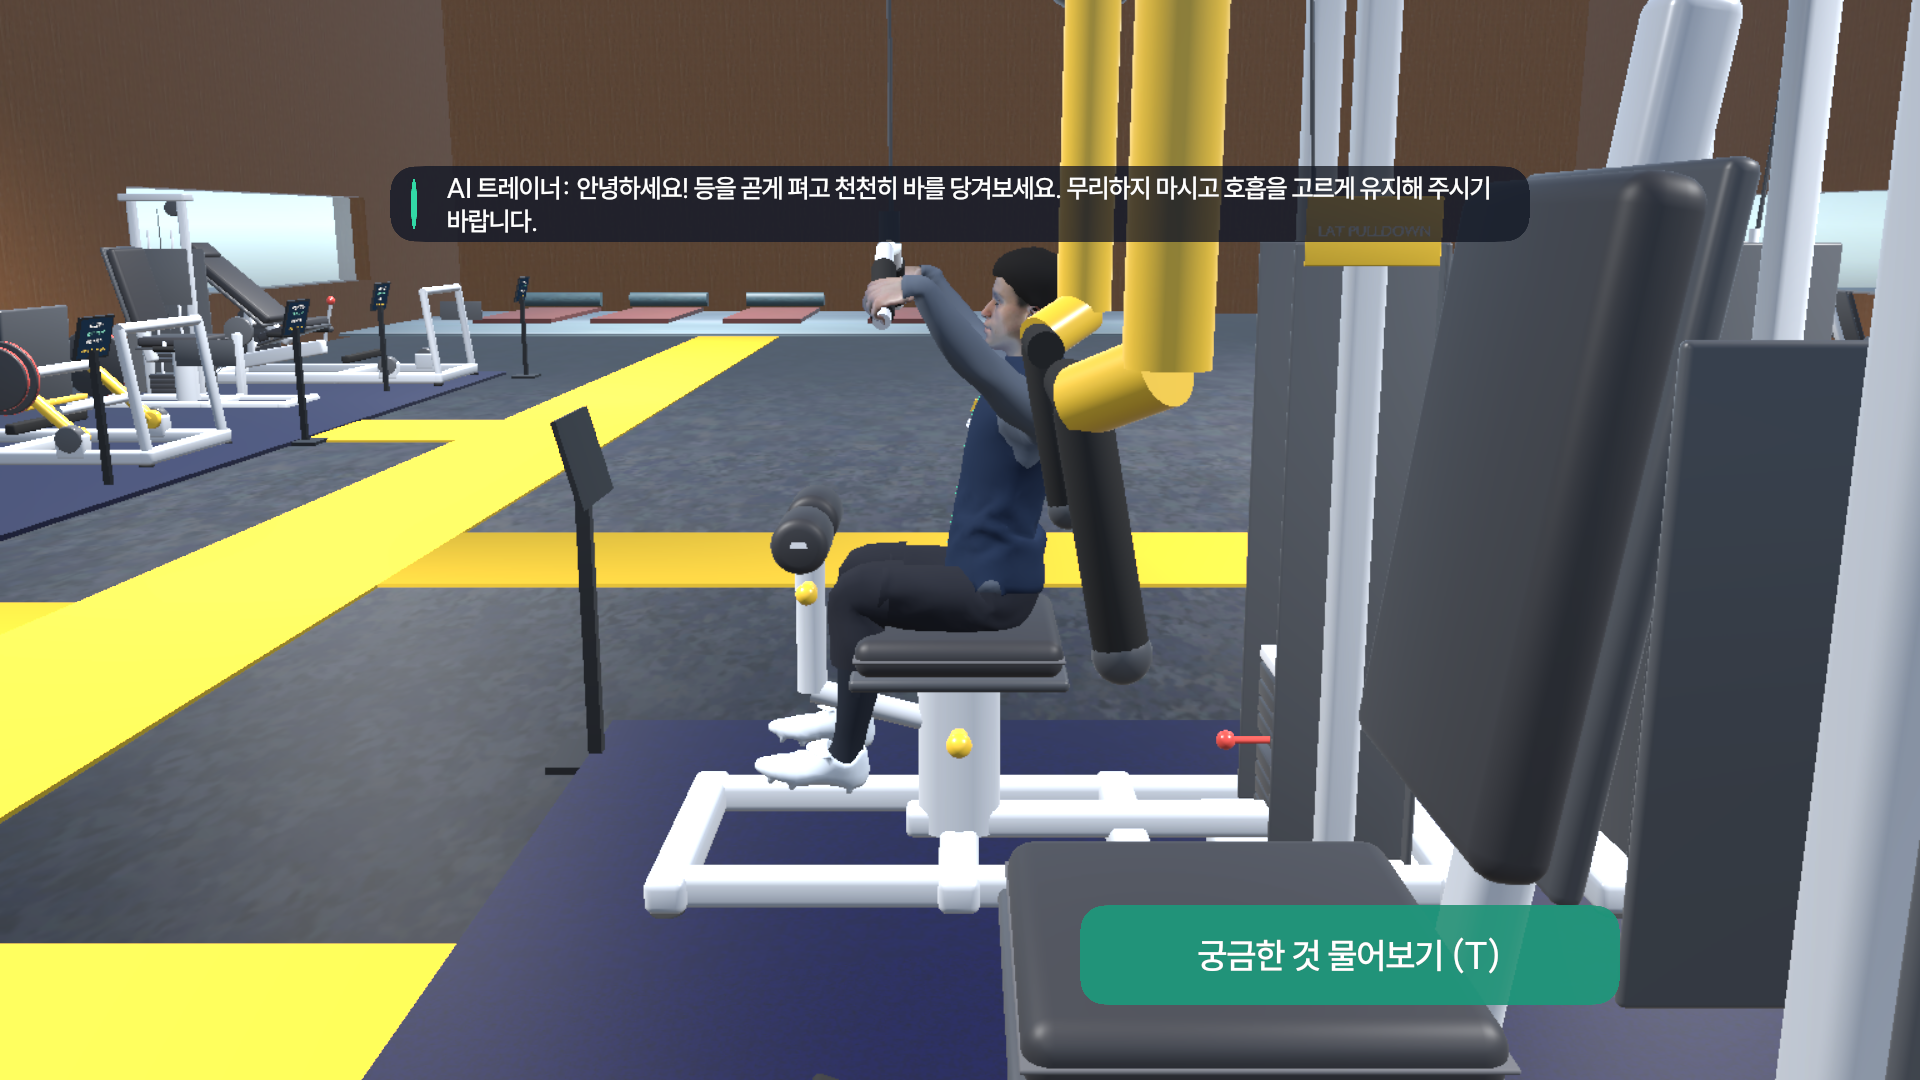 AI 트레이너: 안녕하세요! 등을 곧게 펴고 천천히 바를 당겨보세요. 무리하지 마시고 호흡을 고르게 유지해 주시기
바랍니다.
LAT PULLDOWN
궁금한 것 물어보기 (T)